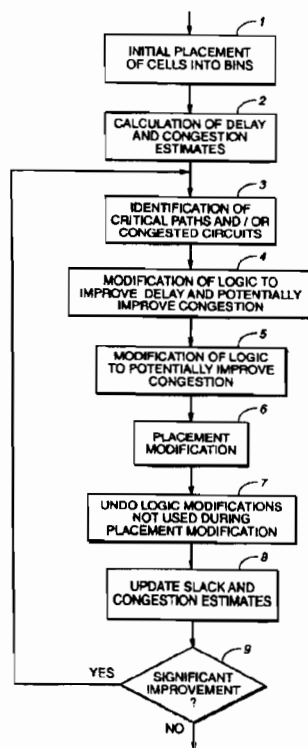 1
INITIAL PLACEMENT
OF CELLS INTO BINS
2
CALCULATION OF DELAY
AND CONGESTION
ESTIMATES
3
IDENTIFICATION OF
CRITICAL PATHS AND / OR
CONGESTED CIRCUITS
4
MODIFICATION OF LOGIC TO
IMPROVE DELAY AND POTENTIALLY
IMPROVE CONGESTION
5
MODIFICATION OF LOGIC
TO POTENTIALLY IMPROVE
CONGESTION
6
PLACEMENT
MODIFICATION
7
UNDO LOGIC MODIFICATIONS
NOT USED DURING
PLACEMENT MODIFICATION
8
UPDATE SLACK AND
CONGESTION ESTIMATES
9
YES
SIGNIFICANT
IMPROVEMENT
?
NO